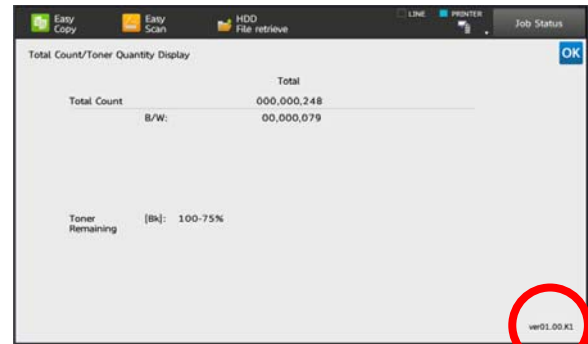 Easy Copy
Easy Scan
HDD File retrieve
LINE
PRINTER
Job Status
Total Count/Toner Quantity Display
OK
Total
Total Count 000,000,248
B/W: 00,000,079
Toner Remaining [Bk]: 100-75%
ver01.00.K1